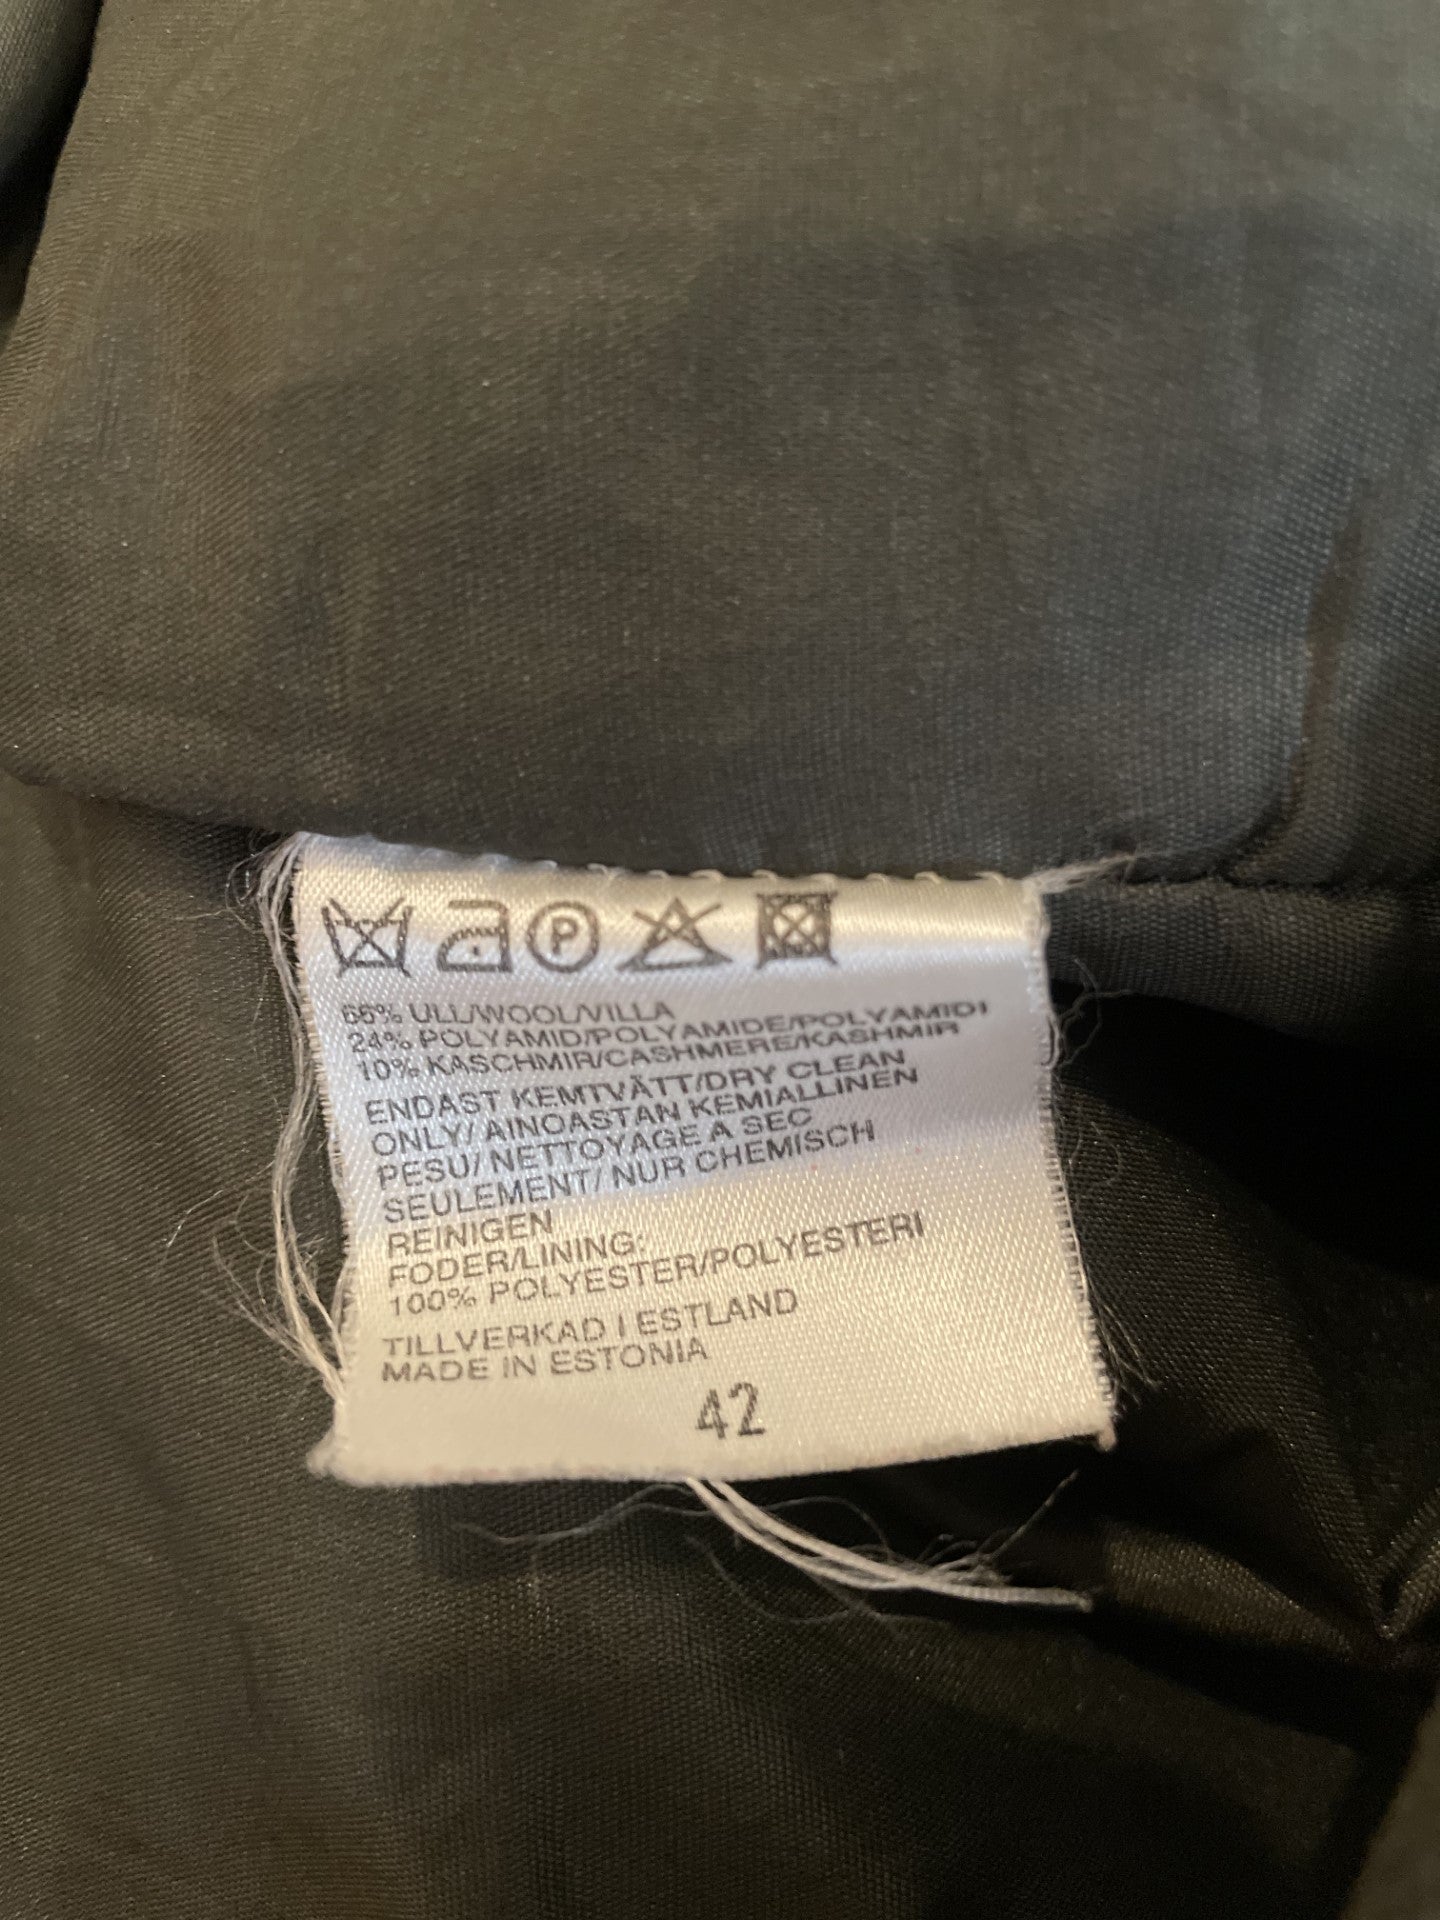 P
66% ULL/WOOL/VILLA
24% POLYAMID/POLYAMIDE/POLYAMIDI
10% KASCHMIR/CASHMERE/KASHMIR
ENDAST KEMTVÄTT/DRY CLEAN
ONLY/ AINOASTAN KEMIALLINEN
PESU/ NETTOYAGE A SEC
SEULEMENT/ NUR CHEMISCH
REINIGEN
FODER/LINING:
100% POLYESTER/POLYESTERI
TILLVERKAD I ESTLAND
MADE IN ESTONIA
42